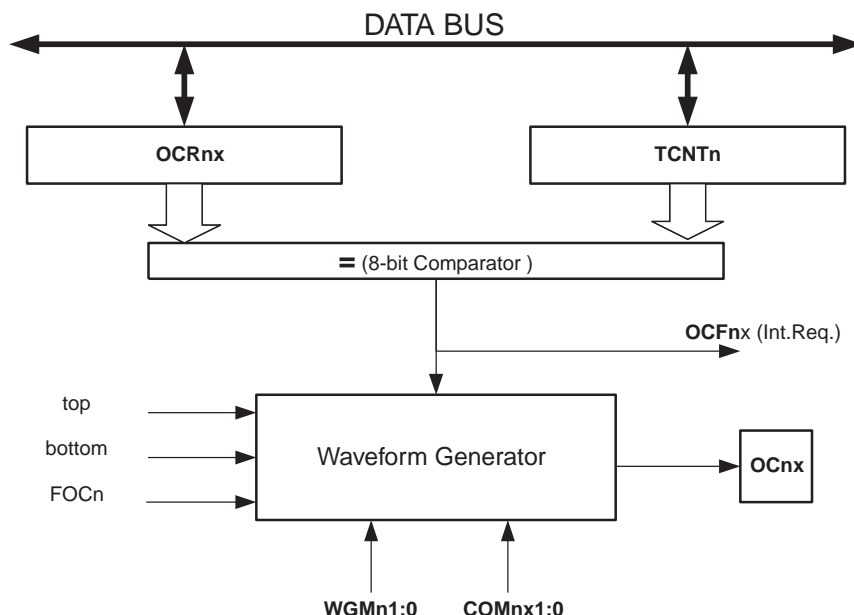 DATA BUS
OCRnx
TCNTn
= (8-bit Comparator )
OCFnx (Int.Req.)
top
bottom
FOCn
Waveform Generator
OCnx
WGMn1:0
COMnx1:0